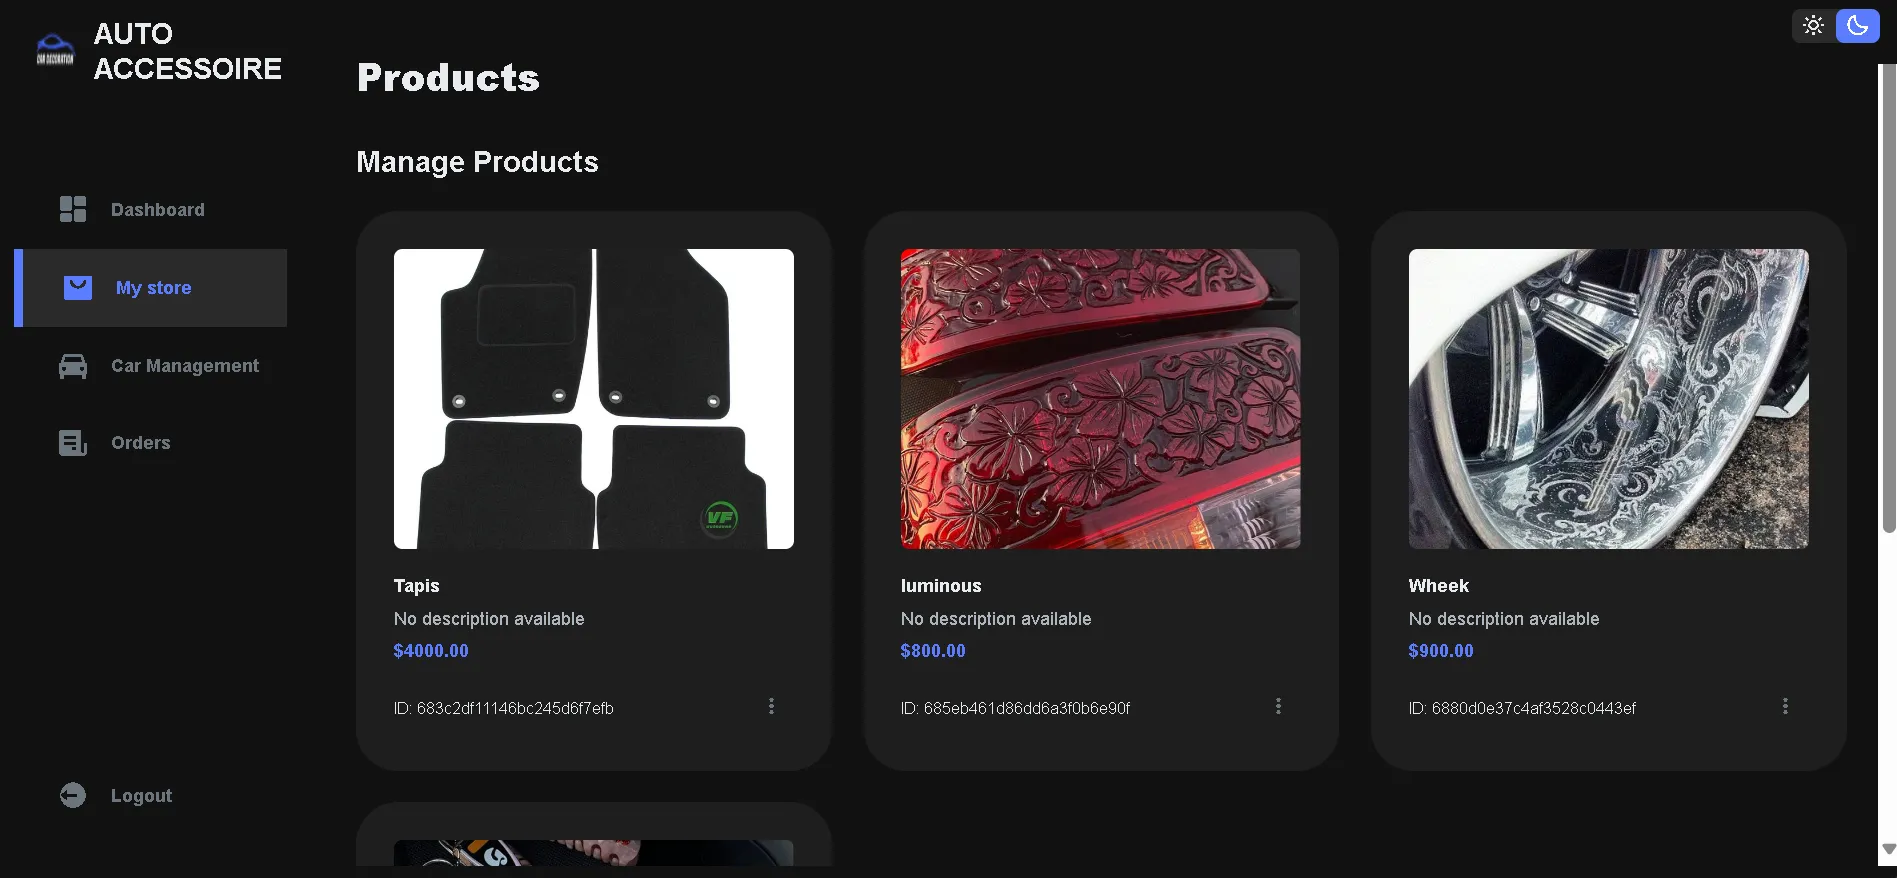 CAR DECORATION
AUTO
ACCESSOIRE
Products
Manage Products
Dashboard
My store
Car Management
Orders
Logout
VF
Tapis
No description available
$4000.00
ID: 683c2df11146bc245d6f7efb
luminous
No description available
$800.00
ID: 685eb461d86dd6a3f0b6e90f
Wheek
No description available
$900.00
ID: 6880d0e37c4af3528c0443ef